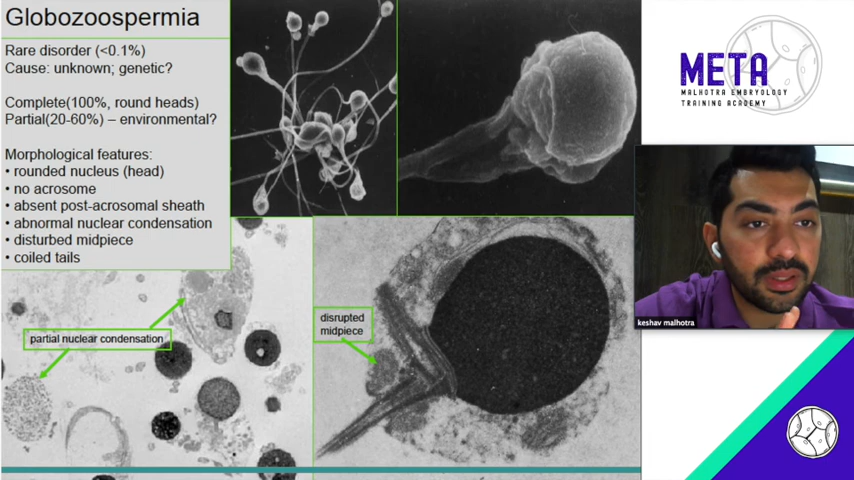 Globozoospermia
Rare disorder (<0.1%)
Cause: unknown; genetic?
Complete(100%, round heads)
Partial(20-60%) – environmental?
Morphological features:
• rounded nucleus (head)
• no acrosome
• absent post-acrosomal sheath
• abnormal nuclear condensation
• disturbed midpiece
• coiled tails
partial nuclear condensation
disrupted
midpiece
META
MALHOTRA EMBRYOLOGY
TRAINING ACADEMY
keshav malhotra